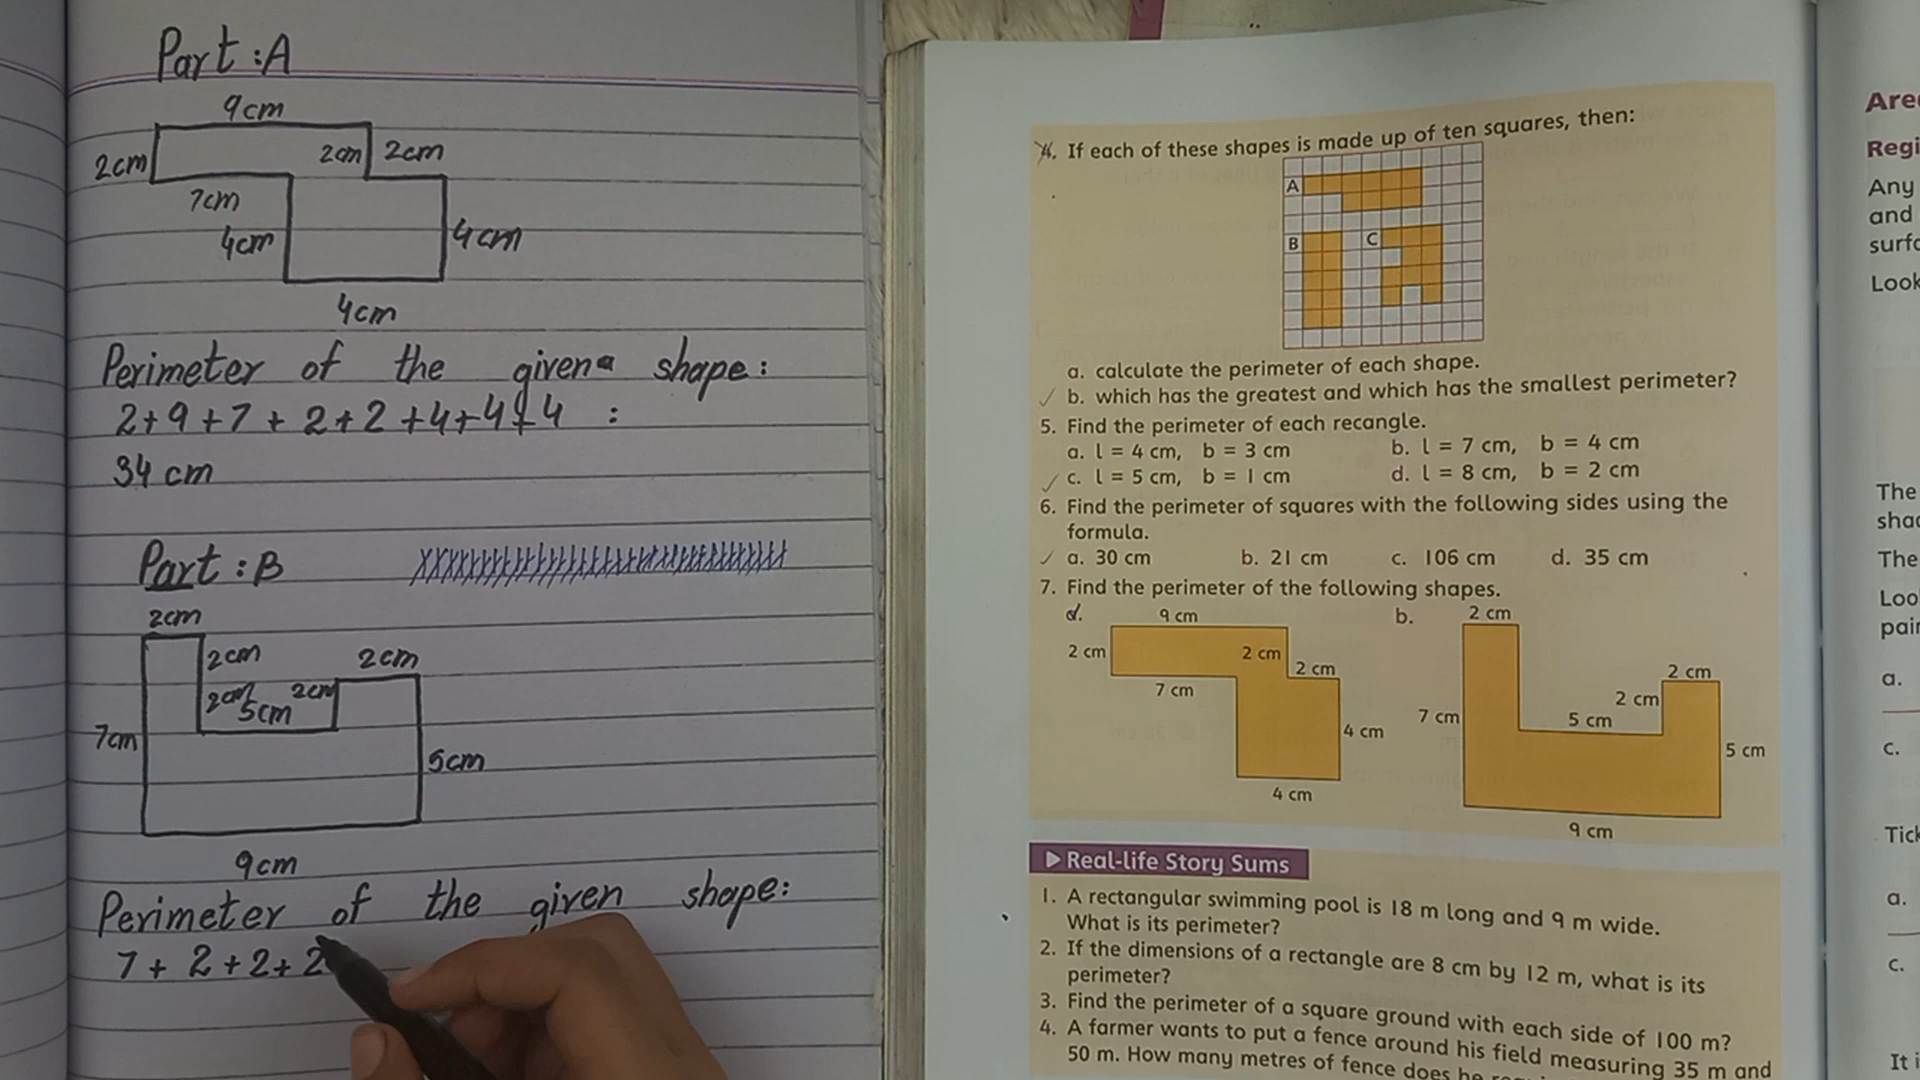 Part :A
9cm
2cm
2cm
2cm
7cm
4cm
4cm
4cm
Perimeter of the given shape:
2+9+7+2+2+4+4+4 :
34 cm
Part :B
2cm
2cm
2cm
2cm
2cm
5cm
7cm
5cm
9cm
Perimeter of the given shape:
7+ 2+2+2
4. If each of these shapes is made up of ten squares, then:
A
B
C
a. calculate the perimeter of each shape.
b. which has the greatest and which has the smallest perimeter?
5. Find the perimeter of each recangle.
a. l = 4 cm, b = 3 cm b. l = 7 cm, b = 4 cm
c. l = 5 cm, b = 1 cm d. l = 8 cm, b = 2 cm
6. Find the perimeter of squares with the following sides using the
formula.
a. 30 cm b. 21 cm c. 106 cm d. 35 cm
7. Find the perimeter of the following shapes.
a.
9 cm
2 cm
2 cm
2 cm
7 cm
4 cm
4 cm
b.
2 cm
2 cm
2 cm
5 cm
7 cm
5 cm
9 cm
Real-life Story Sums
1. A rectangular swimming pool is 18 m long and 9 m wide.
What is its perimeter?
2. If the dimensions of a rectangle are 8 cm by 12 m, what is its
perimeter?
3. Find the perimeter of a square ground with each side of 100 m?
4. A farmer wants to put a fence around his field measuring 35 m and
50 m. How many metres of fence does he
Are
Regi
Any
and
surfa
Look
The
shad
The
Loo
pair
a.
c.
Tick
a.
c.
It i